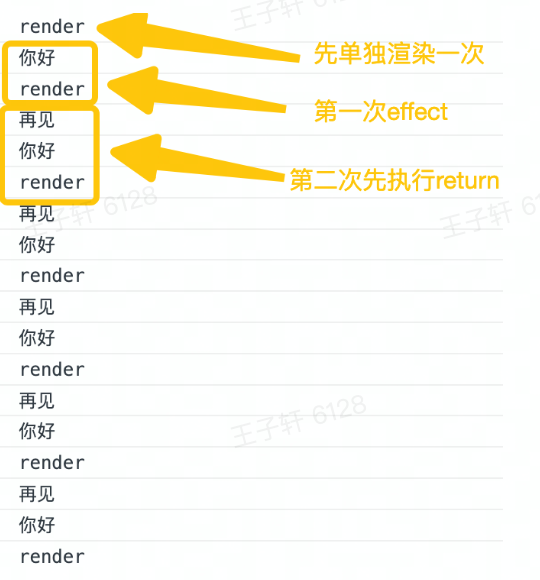 王子轩 6128
render
先单独渲染一次
你好
render
第一次effect
再见
你好
render
第二次先执行return
再见
王子轩 6128
王子轩 6
你好
render
再见
你好
render
再见
王子轩 6128
你好
render
再见
你好
render